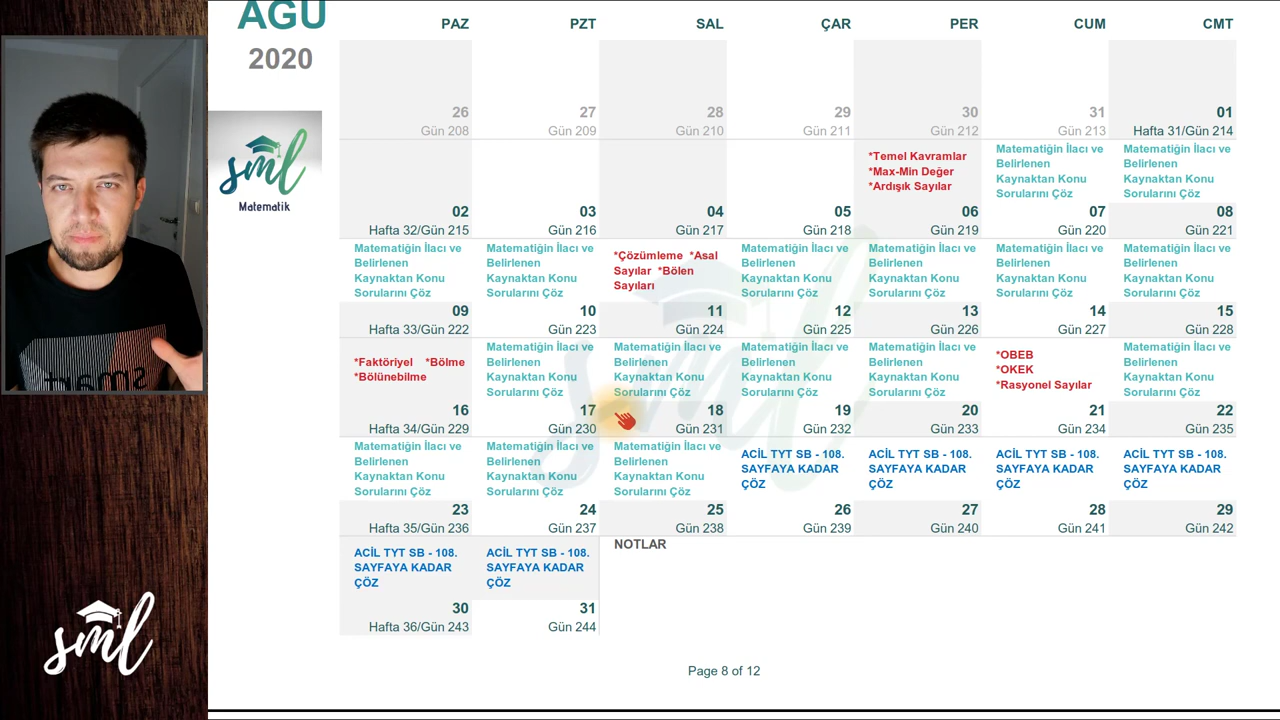 AĞU
2020
PAZ PZT SAL ÇAR PER CUM CMT
26 27 28 29 30 31 01
Gün 208 Gün 209 Gün 210 Gün 211 Gün 212 Gün 213 Hafta 31/Gün 214
sml
Matematik
*Temel Kavramlar
*Max-Min Değer
*Ardışık Sayılar
Matematiğin İlacı ve
Belirlenen
Kaynaktan Konu
Sorularını Çöz
Matematiğin İlacı ve
Belirlenen
Kaynaktan Konu
Sorularını Çöz
02 03 04 05 06 07 08
Hafta 32/Gün 215 Gün 216 Gün 217 Gün 218 Gün 219 Gün 220 Gün 221
Matematiğin İlacı ve
Belirlenen
Kaynaktan Konu
Sorularını Çöz
Matematiğin İlacı ve
Belirlenen
Kaynaktan Konu
Sorularını Çöz
*Çözümleme *Asal
Sayılar *Bölen
Sayıları
Matematiğin İlacı ve
Belirlenen
Kaynaktan Konu
Sorularını Çöz
Matematiğin İlacı ve
Belirlenen
Kaynaktan Konu
Sorularını Çöz
Matematiğin İlacı ve
Belirlenen
Kaynaktan Konu
Sorularını Çöz
Matematiğin İlacı ve
Belirlenen
Kaynaktan Konu
Sorularını Çöz
09 10 11 12 13 14 15
Hafta 33/Gün 222 Gün 223 Gün 224 Gün 225 Gün 226 Gün 227 Gün 228
*Faktöriyel *Bölme
*Bölünebilme
Matematiğin İlacı ve
Belirlenen
Kaynaktan Konu
Sorularını Çöz
Matematiğin İlacı ve
Belirlenen
Kaynaktan Konu
Sorularını Çöz
Matematiğin İlacı ve
Belirlenen
Kaynaktan Konu
Sorularını Çöz
Matematiğin İlacı ve
Belirlenen
Kaynaktan Konu
Sorularını Çöz
*OBEB
*OKEK
*Rasyonel Sayılar
Matematiğin İlacı ve
Belirlenen
Kaynaktan Konu
Sorularını Çöz
16 17 18 19 20 21 22
Hafta 34/Gün 229 Gün 230 Gün 231 Gün 232 Gün 233 Gün 234 Gün 235
Matematiğin İlacı ve
Belirlenen
Kaynaktan Konu
Sorularını Çöz
Matematiğin İlacı ve
Belirlenen
Kaynaktan Konu
Sorularını Çöz
Matematiğin İlacı ve
Belirlenen
Kaynaktan Konu
Sorularını Çöz
ACİL TYT SB - 108.
SAYFAYA KADAR
ÇÖZ
ACİL TYT SB - 108.
SAYFAYA KADAR
ÇÖZ
ACİL TYT SB - 108.
SAYFAYA KADAR
ÇÖZ
ACİL TYT SB - 108.
SAYFAYA KADAR
ÇÖZ
23 24 25 26 27 28 29
Hafta 35/Gün 236 Gün 237 Gün 238 Gün 239 Gün 240 Gün 241 Gün 242
ACİL TYT SB - 108.
SAYFAYA KADAR
ÇÖZ
ACİL TYT SB - 108.
SAYFAYA KADAR
ÇÖZ
NOTLAR
30 31
Hafta 36/Gün 243 Gün 244
Page 8 of 12
sml